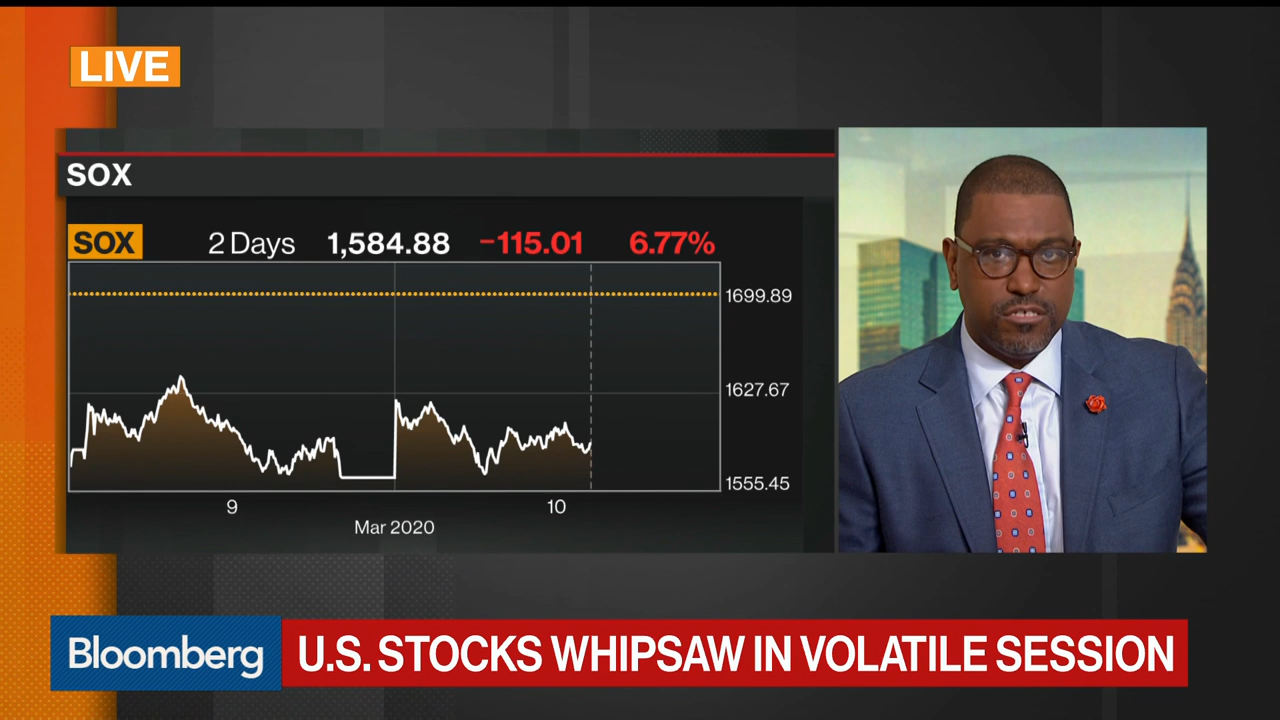 LIVE
SOX
SOX 2 Days 1,584.88 −115.01 6.77%
1699.89
1627.67
1555.45
9 10
Mar 2020
Bloomberg U.S. STOCKS WHIPSAW IN VOLATILE SESSION